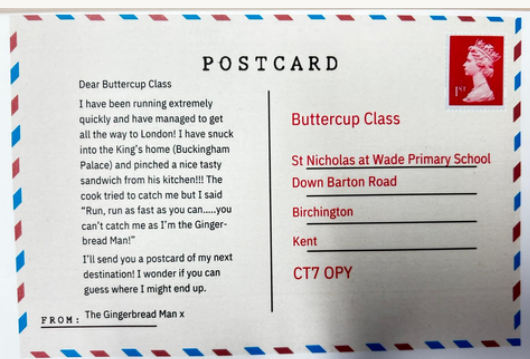 POSTCARD
1ST
Dear Buttercup Class
I have been running extremely
quickly and have managed to get
all the way to London! I have snuck
into the King's home (Buckingham
Palace) and pinched a nice tasty
sandwich from his kitchen!!! The
cook tried to catch me but I said
"Run, run as fast as you can.....you
can't catch me as I'm the Ginger-
bread Man!"
I'll send you a postcard of my next
destination! I wonder if you can
guess where I might end up.
FROM: The Gingerbread Man x
Buttercup Class
St Nicholas at Wade Primary School
Down Barton Road
Birchington
Kent
CT7 0PY